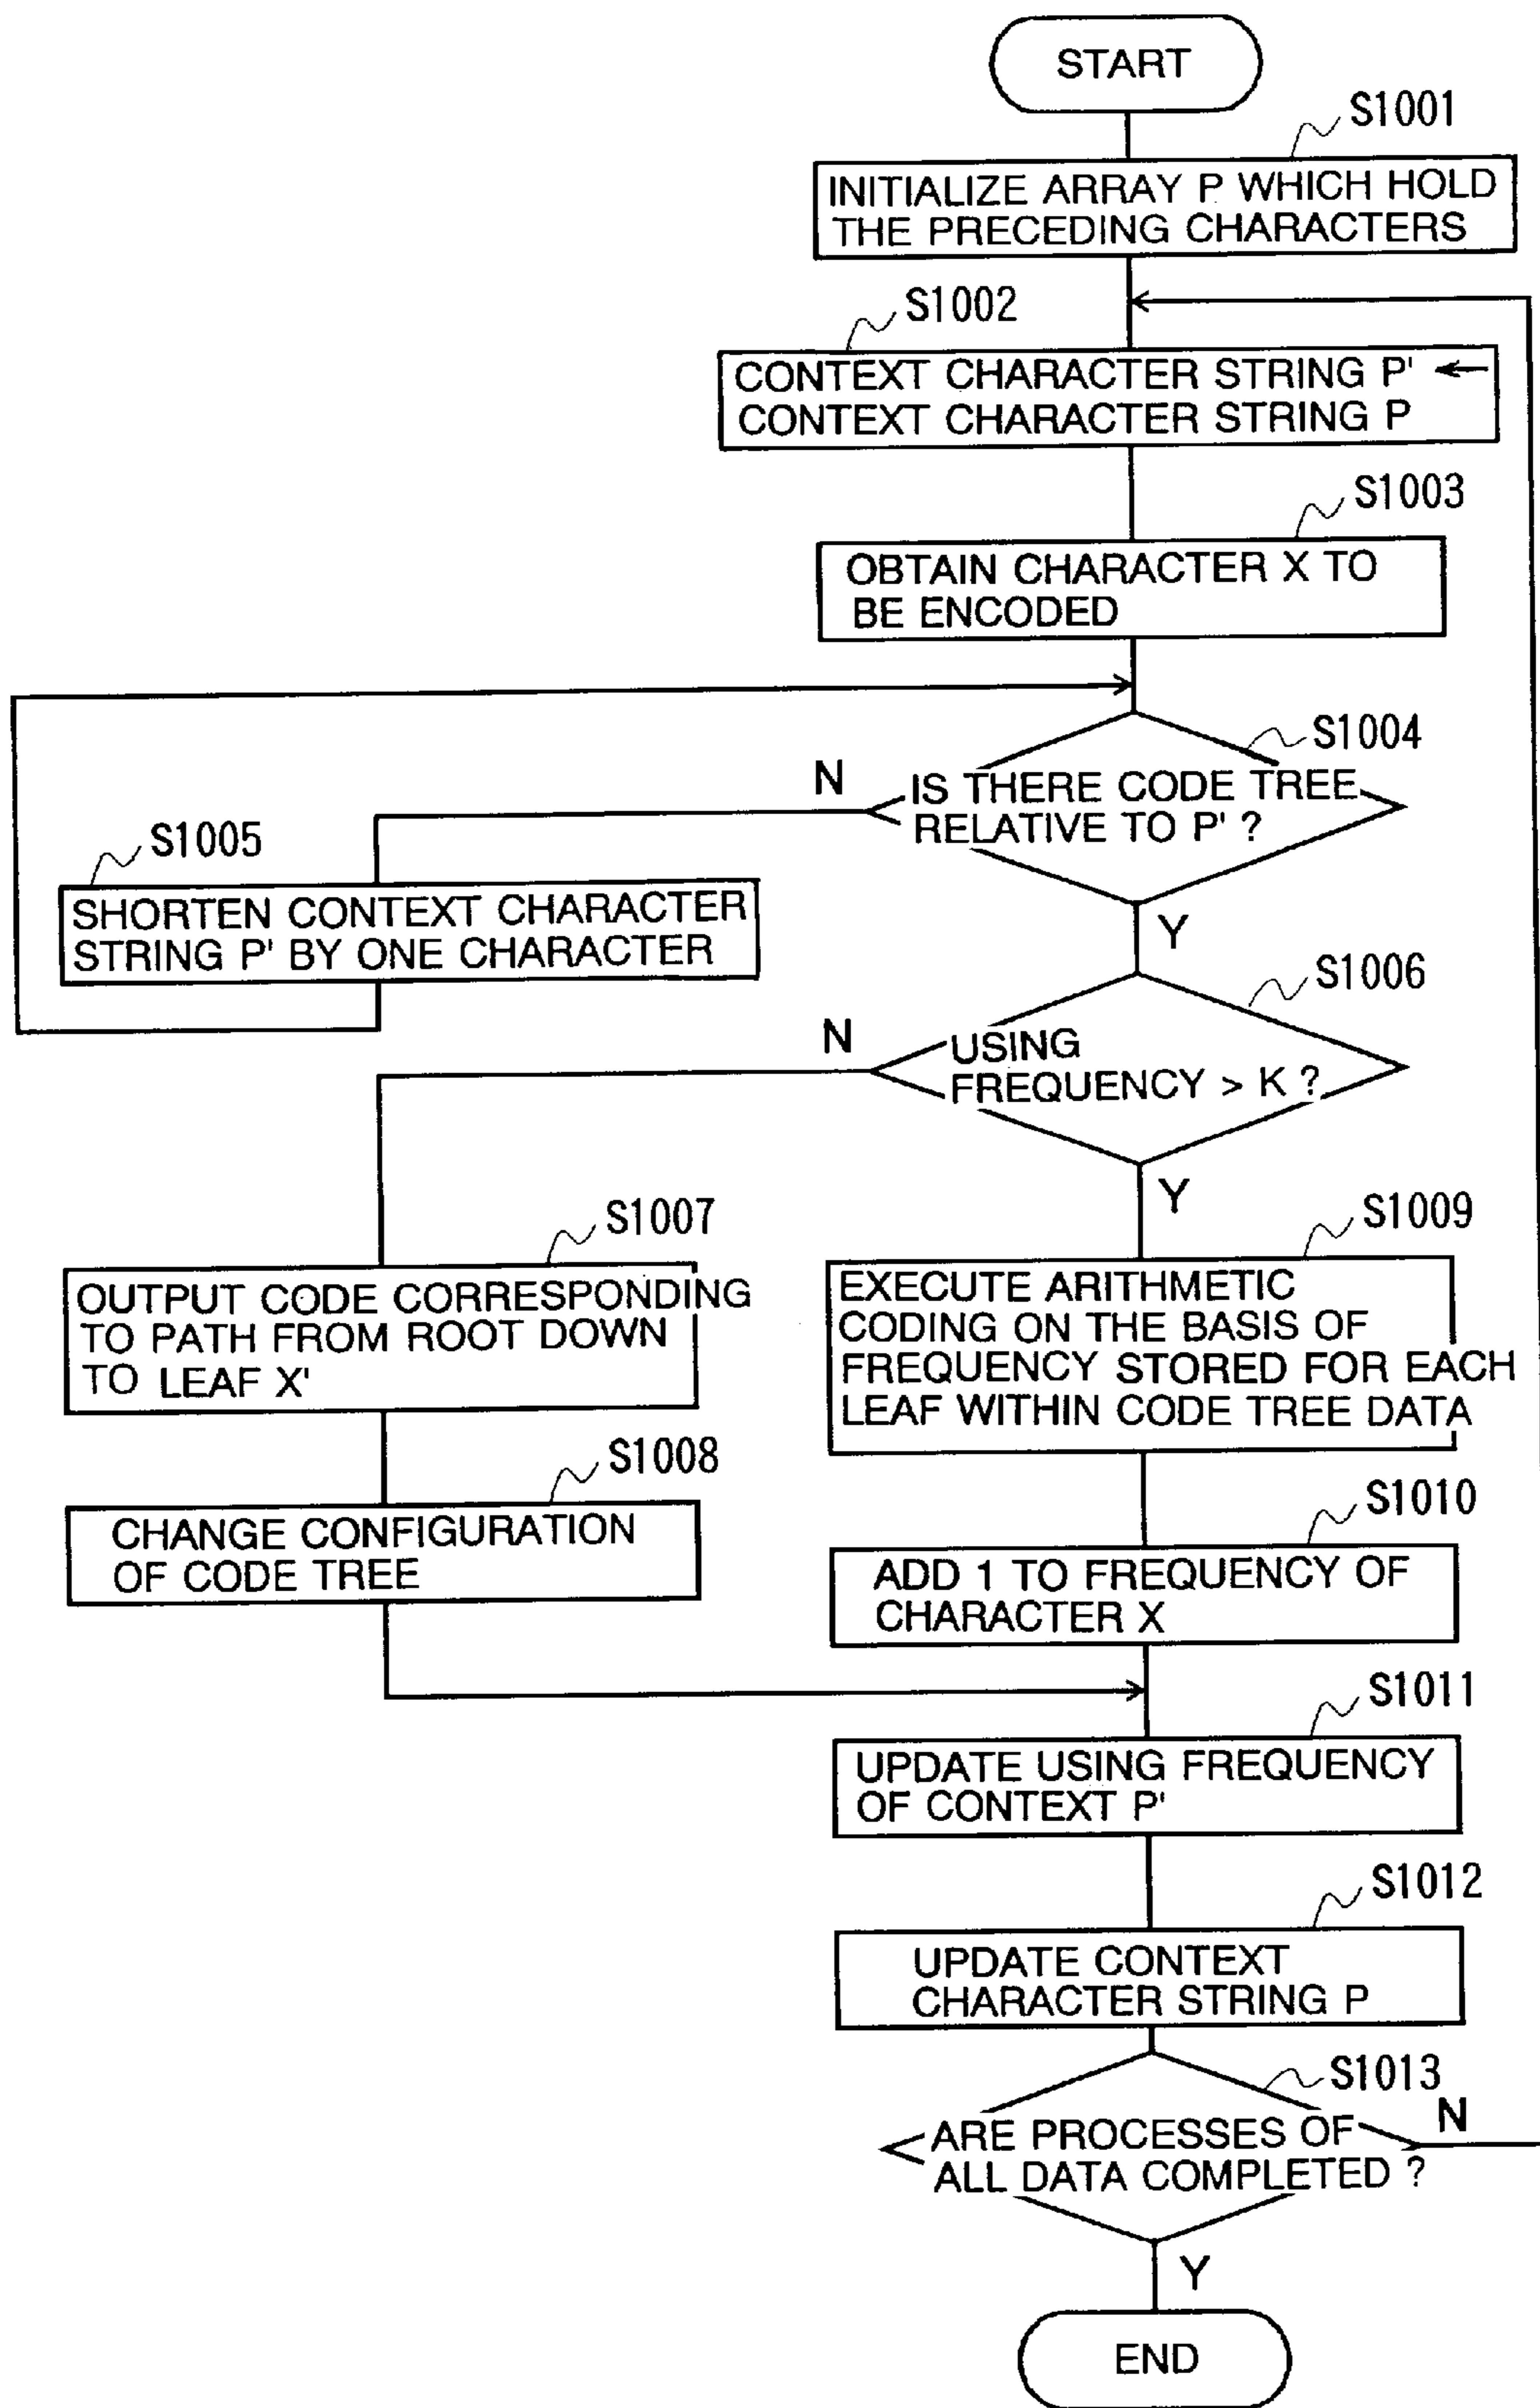 START
S1001
INITIALIZE ARRAY P WHICH HOLD
THE PRECEDING CHARACTERS
S1002
CONTEXT CHARACTER STRING P' ←
CONTEXT CHARACTER STRING P
S1003
OBTAIN CHARACTER X TO
BE ENCODED
S1004
N
IS THERE CODE TREE
RELATIVE TO P' ?
S1005
SHORTEN CONTEXT CHARACTER
STRING P' BY ONE CHARACTER
Y
S1006
N
USING
FREQUENCY > K ?
Y
S1007
OUTPUT CODE CORRESPONDING
TO PATH FROM ROOT DOWN
TO LEAF X'
S1009
EXECUTE ARITHMETIC
CODING ON THE BASIS OF
FREQUENCY STORED FOR EACH
LEAF WITHIN CODE TREE DATA
S1008
CHANGE CONFIGURATION
OF CODE TREE
S1010
ADD 1 TO FREQUENCY OF
CHARACTER X
S1011
UPDATE USING FREQUENCY
OF CONTEXT P'
S1012
UPDATE CONTEXT
CHARACTER STRING P
S1013
N
ARE PROCESSES OF
ALL DATA COMPLETED ?
Y
END